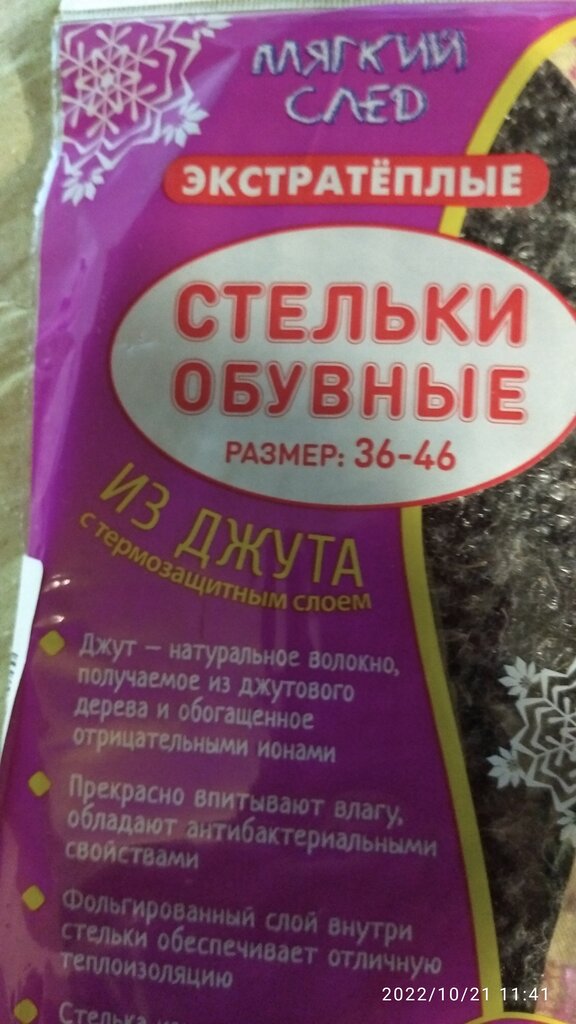 МЯГКИЙ
СЛЕД
ЭКСТРАТЁПЛЫЕ
СТЕЛЬКИ
ОБУВНЫЕ
РАЗМЕР: 36-46
ИЗ ДЖУТА
с термозащитным слоем
Джут – натуральное волокно,
получаемое из джутового
дерева и обогащенное
отрицательными ионами
Прекрасно впитывают влагу,
обладают антибактериальными
свойствами
Фольгированный слой внутри
стельки обеспечивает отличную
теплоизоляцию
Стелька
2022/10/21 11:41